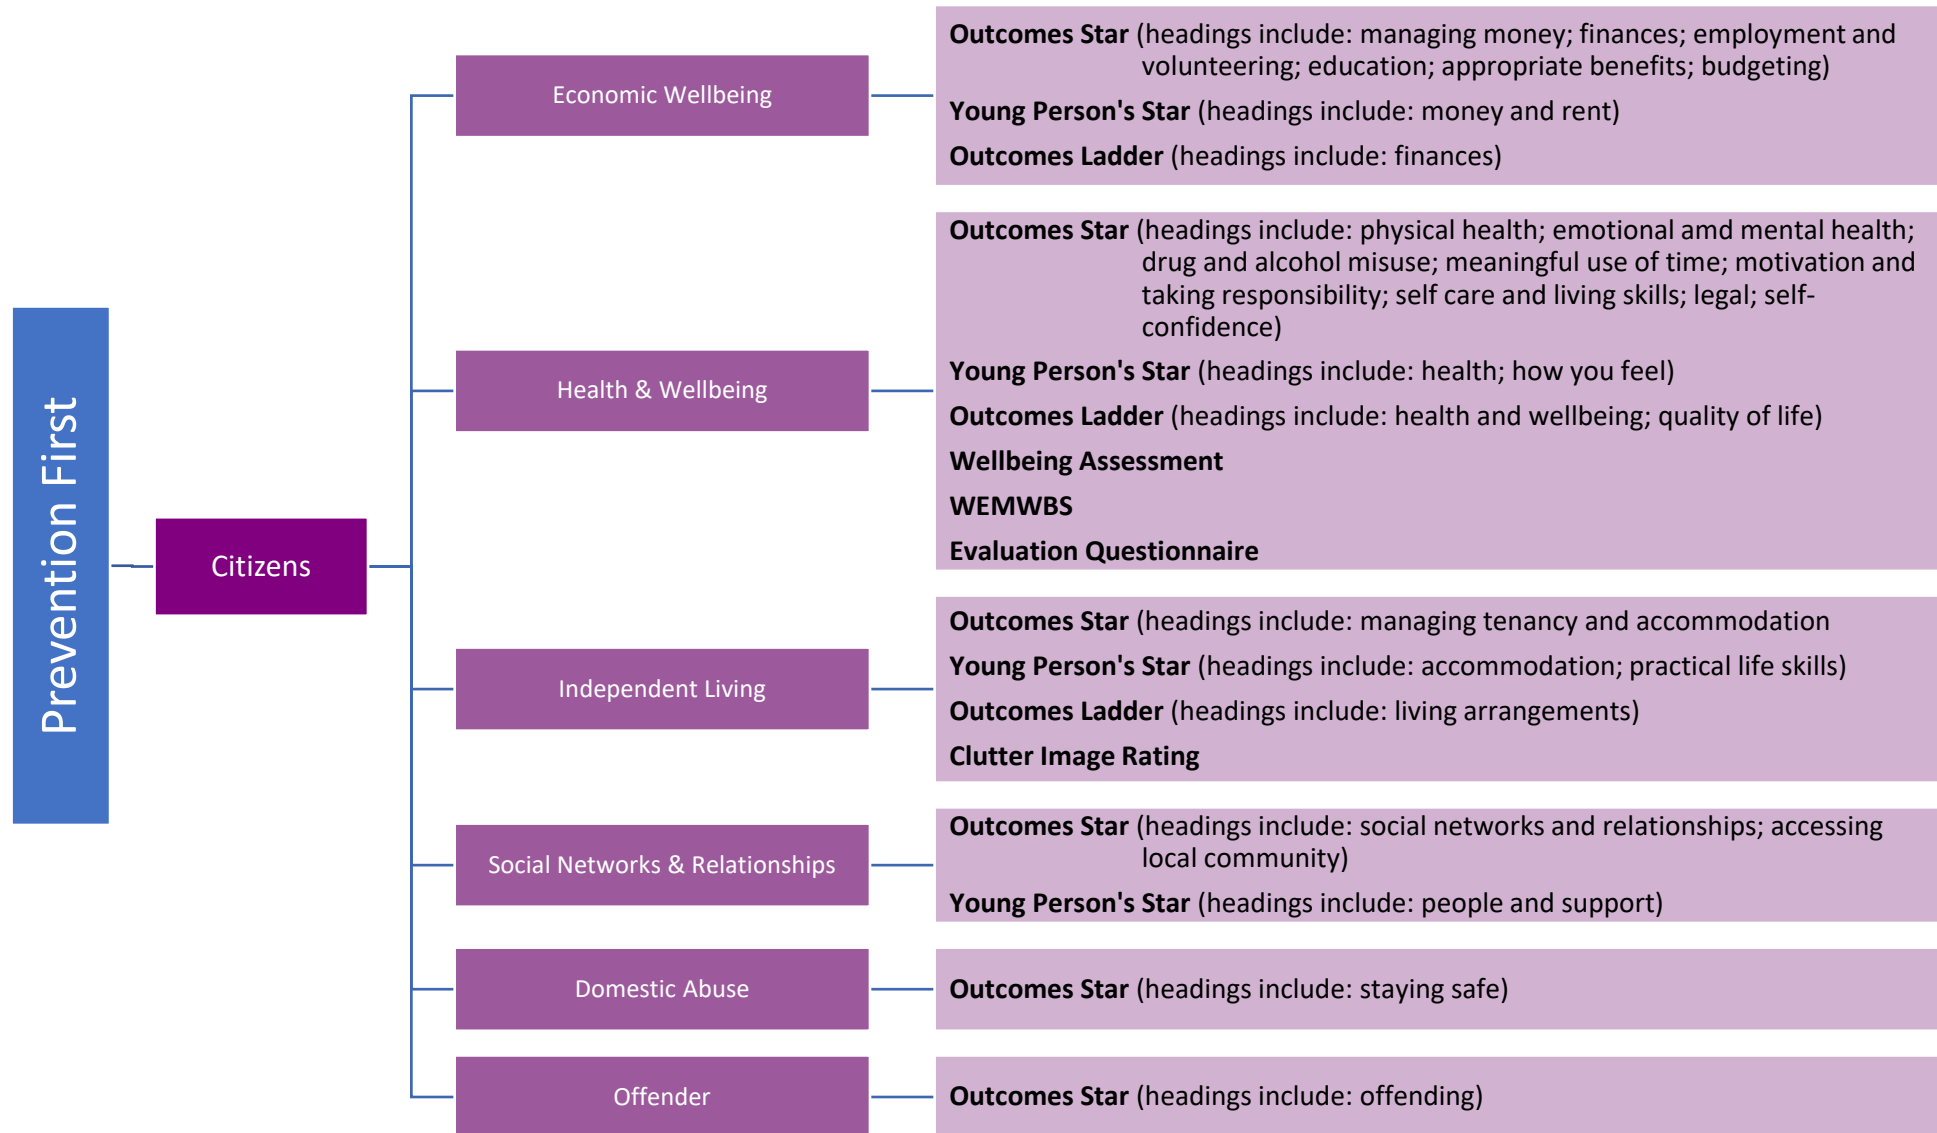 Prevention First
Citizens
Economic Wellbeing
Outcomes Star (headings include: managing money; finances; employment and
volunteering; education; appropriate benefits; budgeting)
Young Person's Star (headings include: money and rent)
Outcomes Ladder (headings include: finances)
Health & Wellbeing
Outcomes Star (headings include: physical health; emotional amd mental health;
drug and alcohol misuse; meaningful use of time; motivation and
taking responsibility; self care and living skills; legal; self-
confidence)
Young Person's Star (headings include: health; how you feel)
Outcomes Ladder (headings include: health and wellbeing; quality of life)
Wellbeing Assessment
WEMWBS
Evaluation Questionnaire
Independent Living
Outcomes Star (headings include: managing tenancy and accommodation
Young Person's Star (headings include: accommodation; practical life skills)
Outcomes Ladder (headings include: living arrangements)
Clutter Image Rating
Social Networks & Relationships
Outcomes Star (headings include: social networks and relationships; accessing
local community)
Young Person's Star (headings include: people and support)
Domestic Abuse
Outcomes Star (headings include: staying safe)
Offender
Outcomes Star (headings include: offending)